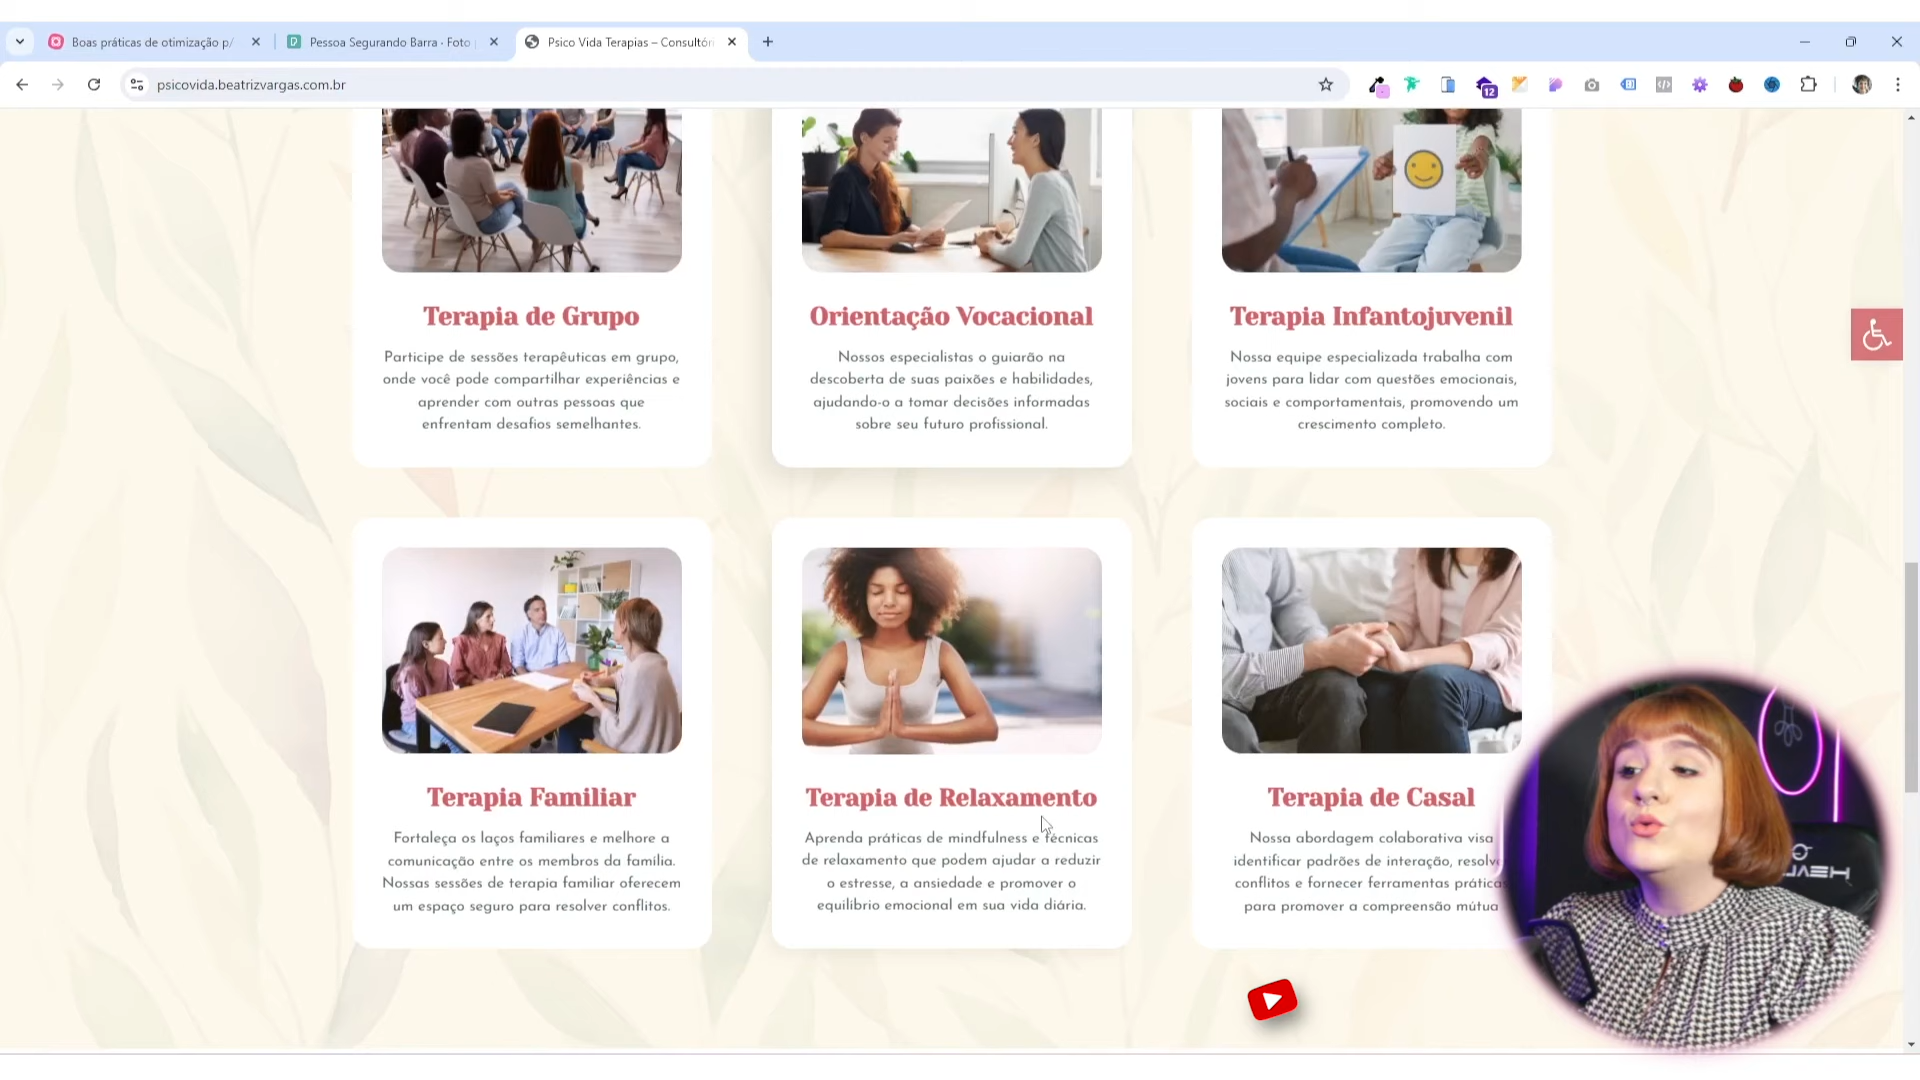 Boas práticas de otimização p/
Pessoa Segurando Barra · Foto
Psico Vida Terapias – Consultóri
psicovida.beatrizvargas.com.br
12
Terapia de Grupo
Participe de sessões terapêuticas em grupo,
onde você pode compartilhar experiências e
aprender com outras pessoas que
enfrentam desafios semelhantes.
Orientação Vocacional
Nossos especialistas o guiarão na
descoberta de suas paixões e habilidades,
ajudando-o a tomar decisões informadas
sobre seu futuro profissional.
Terapia Infantojuvenil
Nossa equipe especializada trabalha com
jovens para lidar com questões emocionais,
sociais e comportamentais, promovendo um
crescimento completo.
Terapia Familiar
Fortaleça os laços familiares e melhore a
comunicação entre os membros da família.
Nossas sessões de terapia familiar oferecem
um espaço seguro para resolver conflitos.
Terapia de Relaxamento
Aprenda práticas de mindfulness e técnicas
de relaxamento que podem ajudar a reduzir
o estresse, a ansiedade e promover o
equilíbrio emocional em sua vida diária.
Terapia de Casal
Nossa abordagem colaborativa visa
identificar padrões de interação, resolve
conflitos e fornecer ferramentas práticas
para promover a compreensão mútua